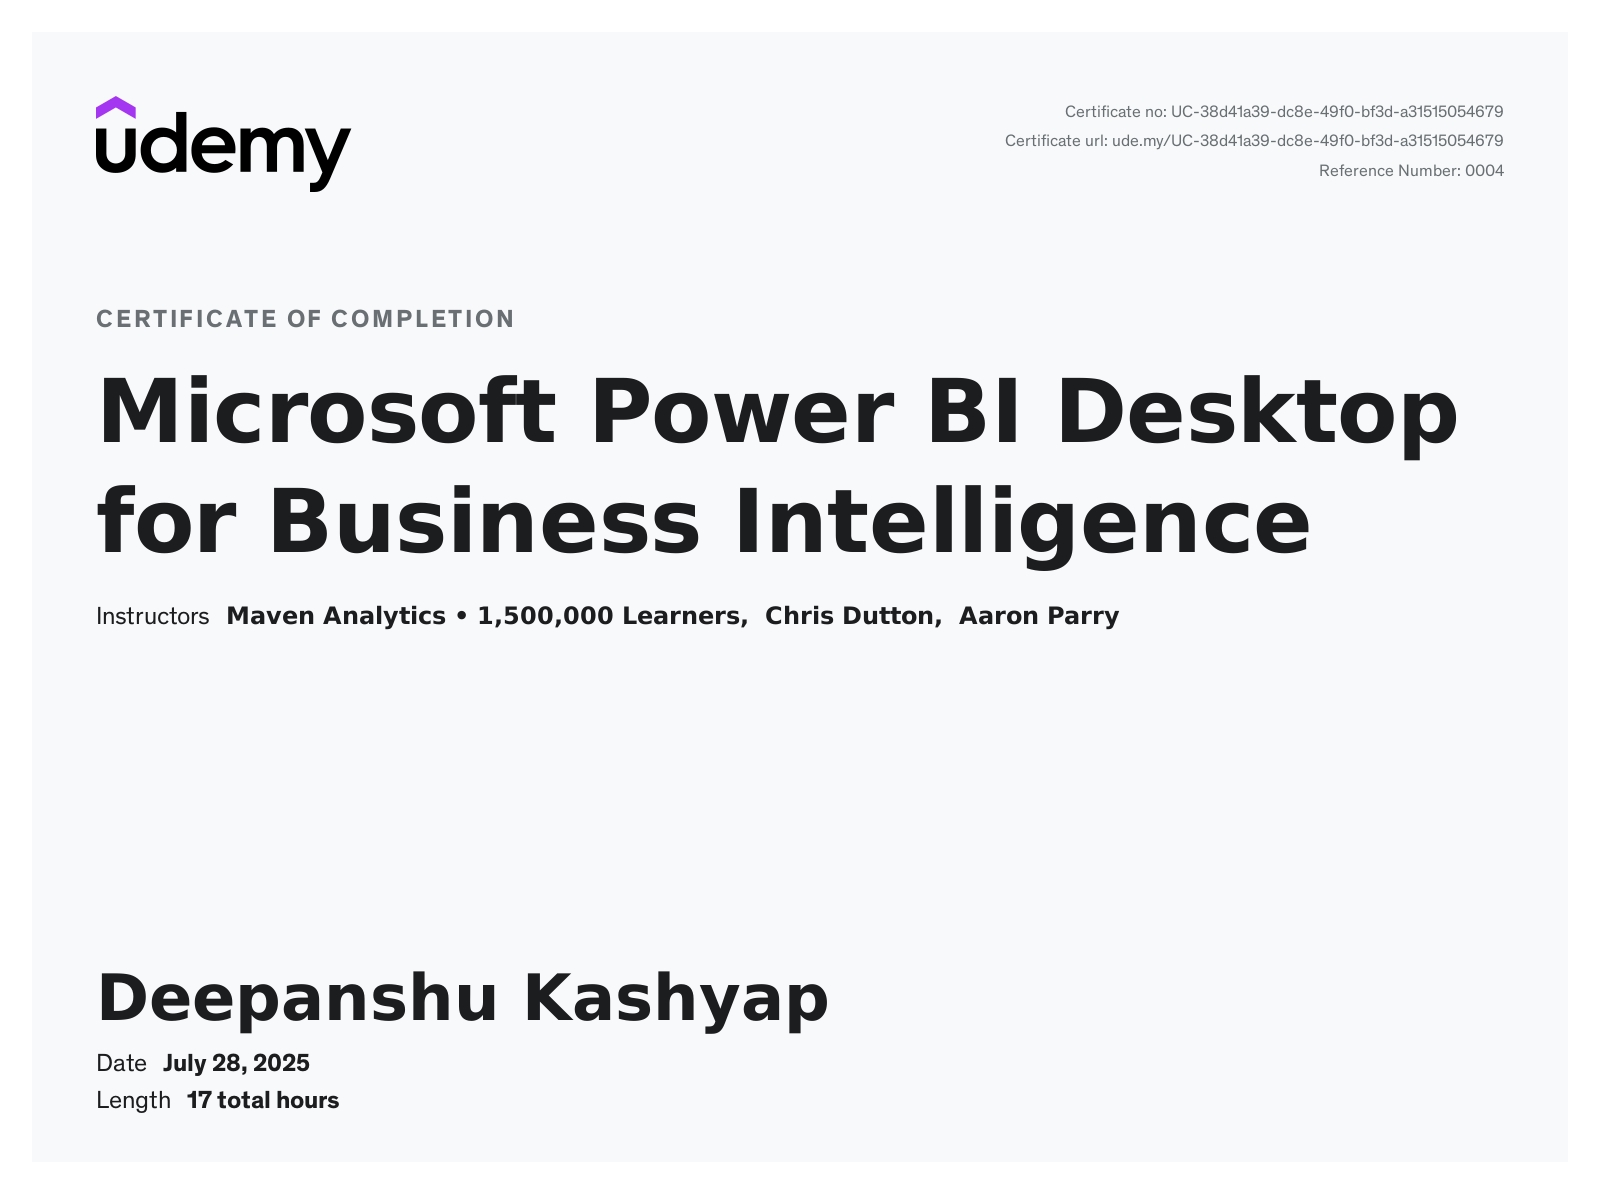 udemy
Certificate no: UC-38d41a39-dc8e-49f0-bf3d-a31515054679
Certificate url: ude.my/UC-38d41a39-dc8e-49f0-bf3d-a31515054679
Reference Number: 0004
CERTIFICATE OF COMPLETION
Microsoft Power BI Desktop
for Business Intelligence
Instructors Maven Analytics • 1,500,000 Learners, Chris Dutton, Aaron Parry
Deepanshu Kashyap
Date July 28, 2025
Length 17 total hours